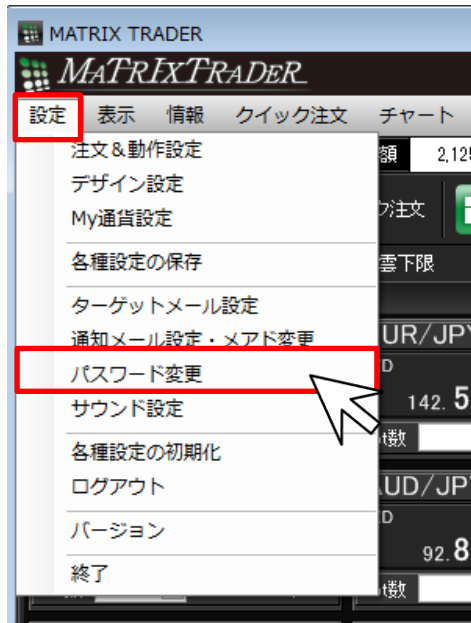 MATRIX TRADER
MATRIXTRADER
設定 表示 情報 クイック注文 チャート
注文&動作設定
額 2,125
デザイン設定
My通貨設定
ク注文
各種設定の保存
雲下限
ターゲットメール設定
通知メール設定・メアド変更
UR/JPY
パスワード変更
D
142. 5
サウンド設定
t数
各種設定の初期化
ログアウト
UD/JP
バージョン
D
92. 8
終了
t数